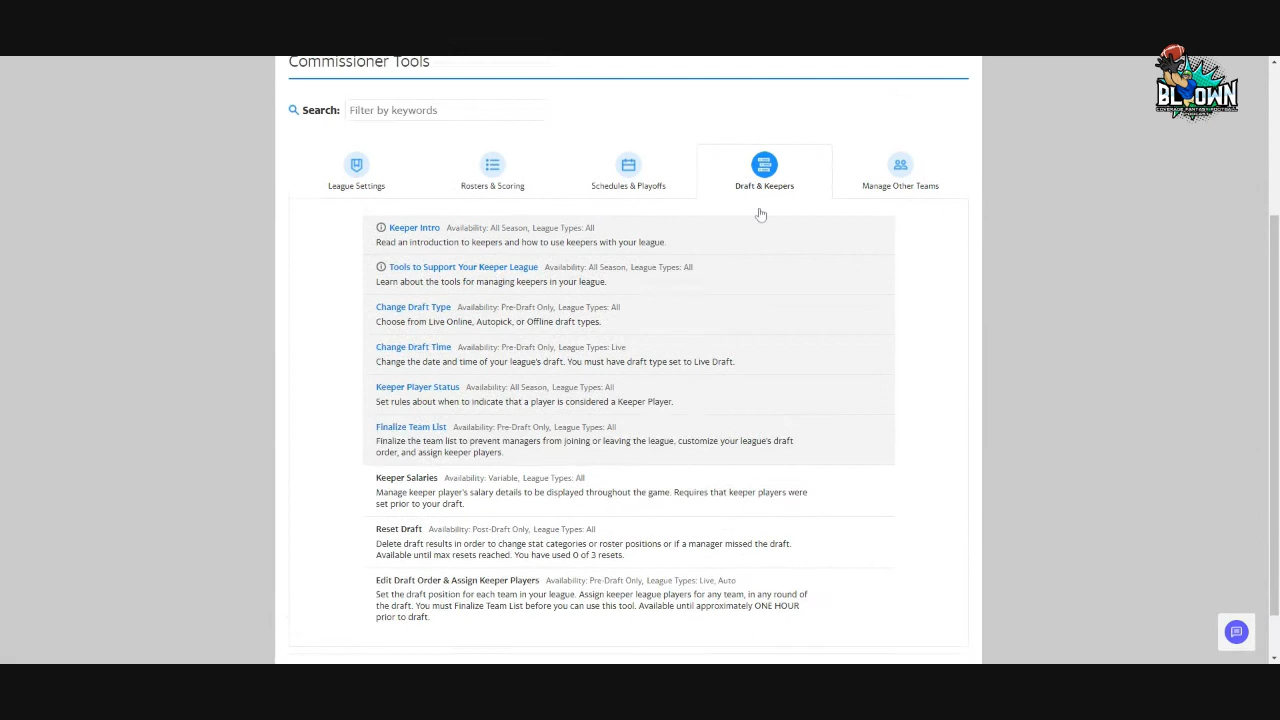 Commissioner Tools
BLOWN
COVERAGE FANTASY FOOTBALL
PODCAST
Search: Filter by keywords
League Settings
Rosters & Scoring
Schedules & Playoffs
Draft & Keepers
Manage Other Teams
Keeper Intro Availability: All Season, League Types: All
Read an introduction to keepers and how to use keepers with your league.
Tools to Support Your Keeper League Availability: All Season, League Types: All
Learn about the tools for managing keepers in your league.
Change Draft Type Availability: Pre-Draft Only, League Types: All
Choose from Live Online, Autopick, or Offline draft types.
Change Draft Time Availability: Pre-Draft Only, League Types: Live
Change the date and time of your league's draft. You must have draft type set to Live Draft.
Keeper Player Status Availability: All Season, League Types: All
Set rules about when to indicate that a player is considered a Keeper Player.
Finalize Team List Availability: Pre-Draft Only, League Types: All
Finalize the team list to prevent managers from joining or leaving the league, customize your league's draft
order, and assign keeper players.
Keeper Salaries Availability: Variable, League Types: All
Manage keeper player's salary details to be displayed throughout the game. Requires that keeper players were
set prior to your draft.
Reset Draft Availability: Post-Draft Only, League Types: All
Delete draft results in order to change stat categories or roster positions or if a manager missed the draft.
Available until max resets reached. You have used 0 of 3 resets.
Edit Draft Order & Assign Keeper Players Availability: Pre-Draft Only, League Types: Live, Auto
Set the draft position for each team in your league. Assign keeper league players for any team, in any round of
the draft. You must Finalize Team List before you can use this tool. Available until approximately ONE HOUR
prior to draft.